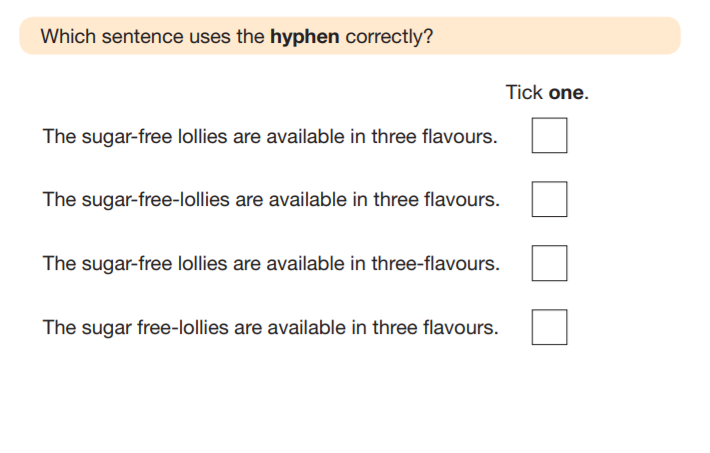 Which sentence uses the hyphen correctly?
Tick one.
The sugar-free lollies are available in three flavours.
The sugar-free-lollies are available in three flavours.
The sugar-free lollies are available in three-flavours.
The sugar free-lollies are available in three flavours.